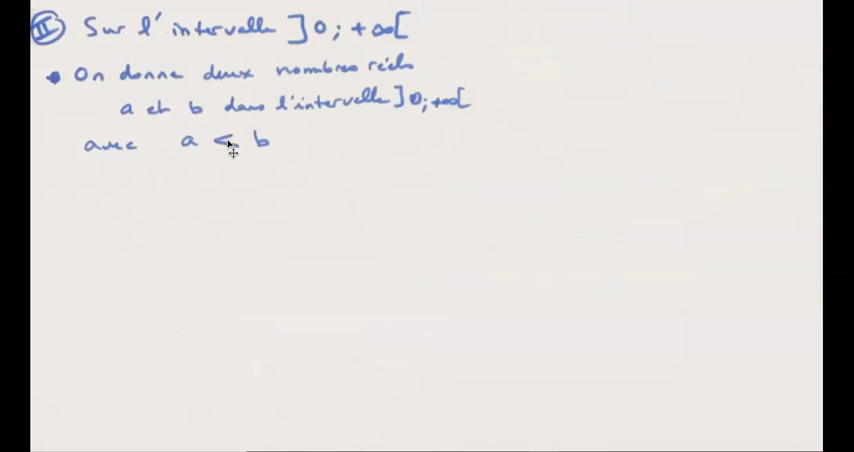 II Sur l'intervalle ]0; +∞[
• On donne deux nombres réels
a et b dans l'intervalle ]0; +∞[
avec a < b